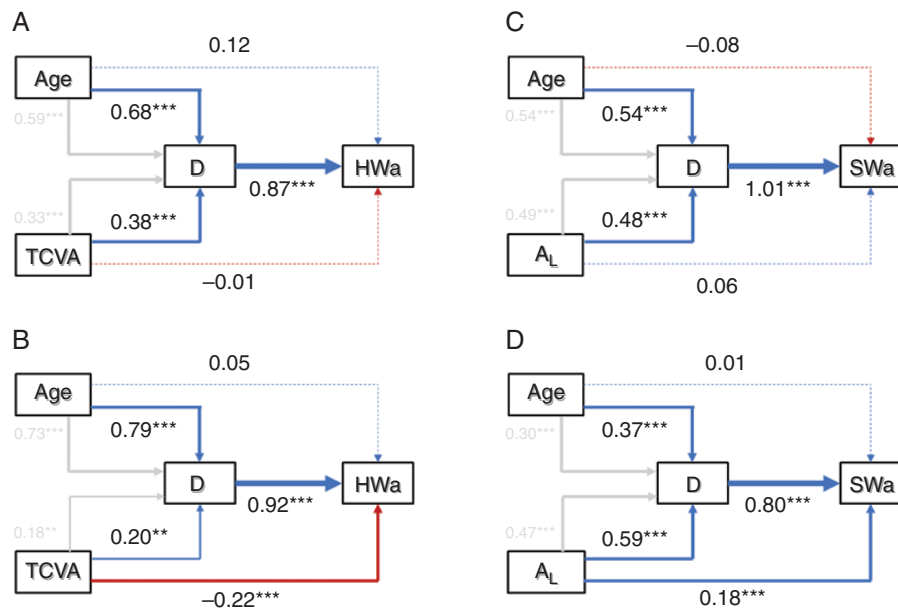 A
0.12
Age
0.59***
0.68***
D
0.87***
HWa
0.33***
0.38***
TCVA
–0.01
C
–0.08
Age
0.54***
0.54***
D
1.01***
SWa
0.49***
0.48***
AL
0.06
B
0.05
Age
0.73***
0.79***
D
0.92***
HWa
0.18**
0.20**
TCVA
–0.22***
D
0.01
Age
0.30***
0.37***
D
0.80***
SWa
0.47***
0.59***
AL
0.18***